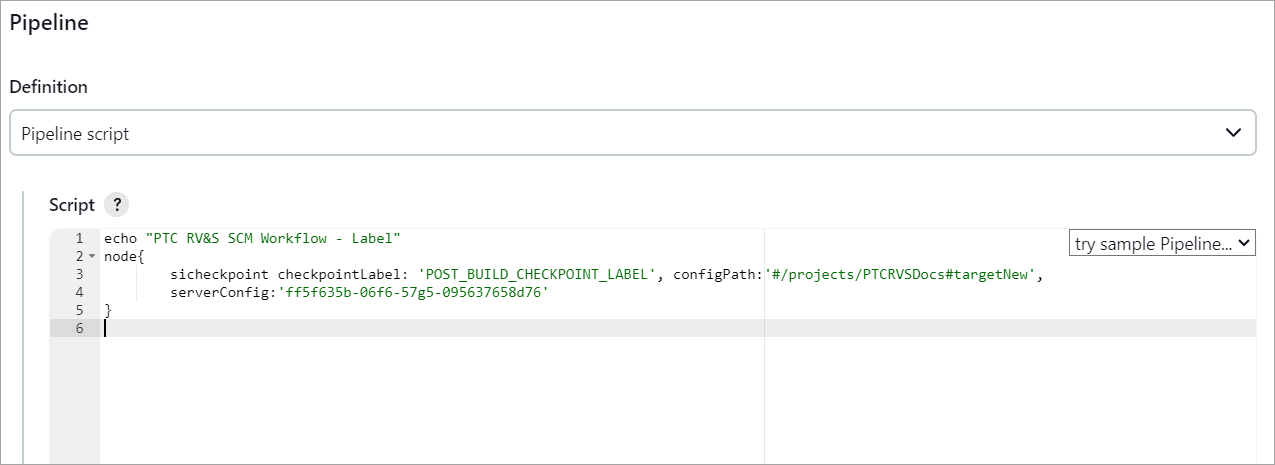 Pipeline
Definition
Pipeline script
Script ?
try sample Pipeline...
1 echo "PTC RV&S SCM Workflow - Label"
2 node{
3 sicheckpoint checkpointLabel: 'POST_BUILD_CHECKPOINT_LABEL', configPath:'#/projects/PTCRVSDocs#targetNew',
4 serverConfig:'ff5f635b-06f6-57g5-095637658d76'
5 }
6